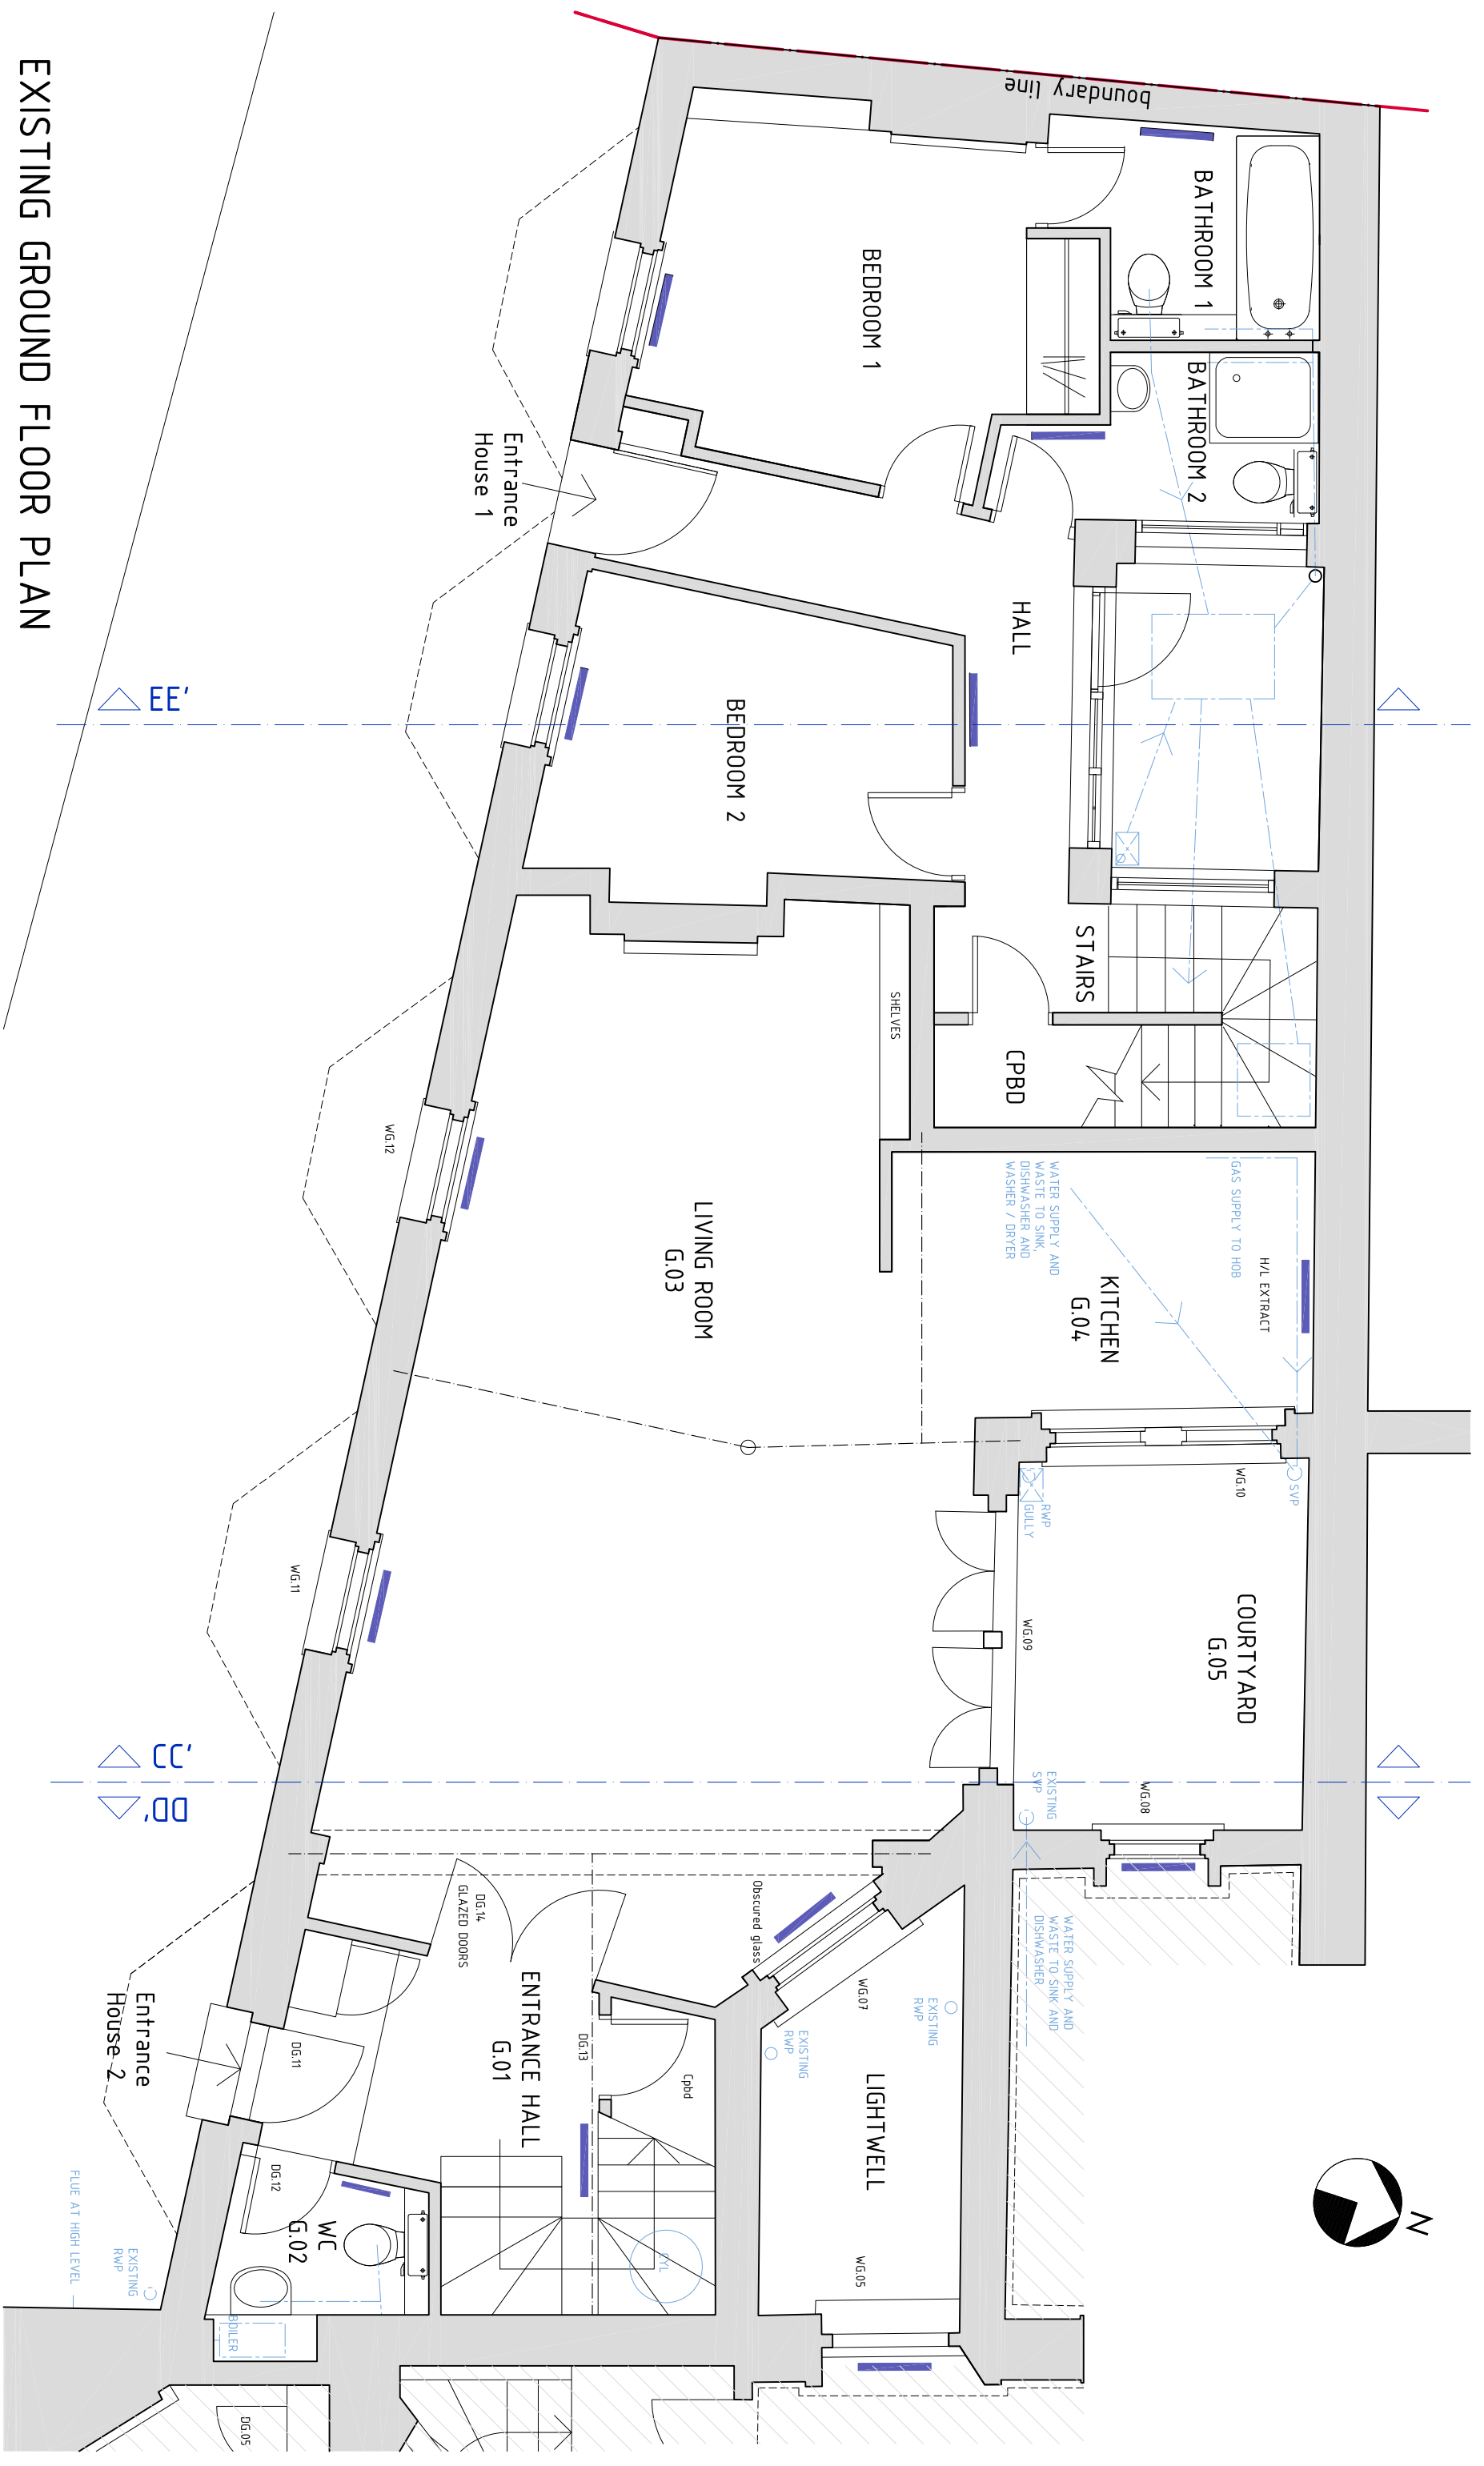 EXISTING GROUND FLOOR PLAN
boundary line
BATHROOM 1
BATHROOM 2
BEDROOM 1
Entrance
House 1
HALL
EE'
BEDROOM 2
STAIRS
CPBD
SHELVES
WATER SUPPLY AND
WASTE TO SINK,
DISHWASHER AND
WASHER / DRYER
GAS SUPPLY TO HOB
H/L EXTRACT
KITCHEN
G.04
LIVING ROOM
G.03
WG.12
WG.11
WG.10
SVP
RWP
GULLY
WG.09
COURTYARD
G.05
CC'
DD'
EXISTING
SVP
WG.08
WATER SUPPLY AND
WASTE TO SINK AND
DISHWASHER
Obscured glass
DG.14
GLAZED DOORS
WG.07
EXISTING
RWP
EXISTING
RWP
ENTRANCE HALL
G.01
DG.13
Cpbd
LIGHTWELL
WG.05
DG.11
Entrance
House 2
DG.12
WC
G.02
CYL
BOILER
EXISTING
RWP
FLUE AT HIGH LEVEL
DG.05
N